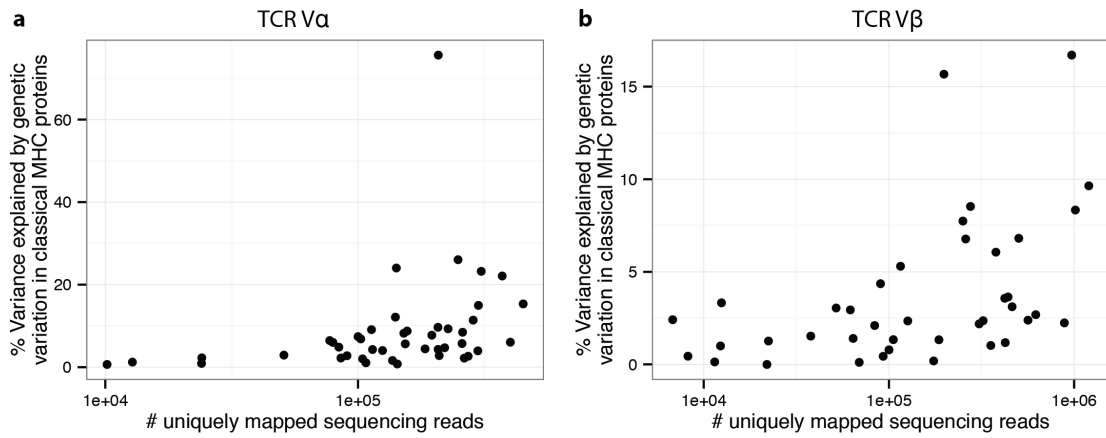 a
TCR Vα
% Variance explained by genetic
variation in classical MHC proteins
60
40
20
0
1e+04
1e+05
# uniquely mapped sequencing reads
b
TCR Vβ
% Variance explained by genetic
variation in classical MHC proteins
15
10
5
0
1e+04
1e+05
1e+06
# uniquely mapped sequencing reads